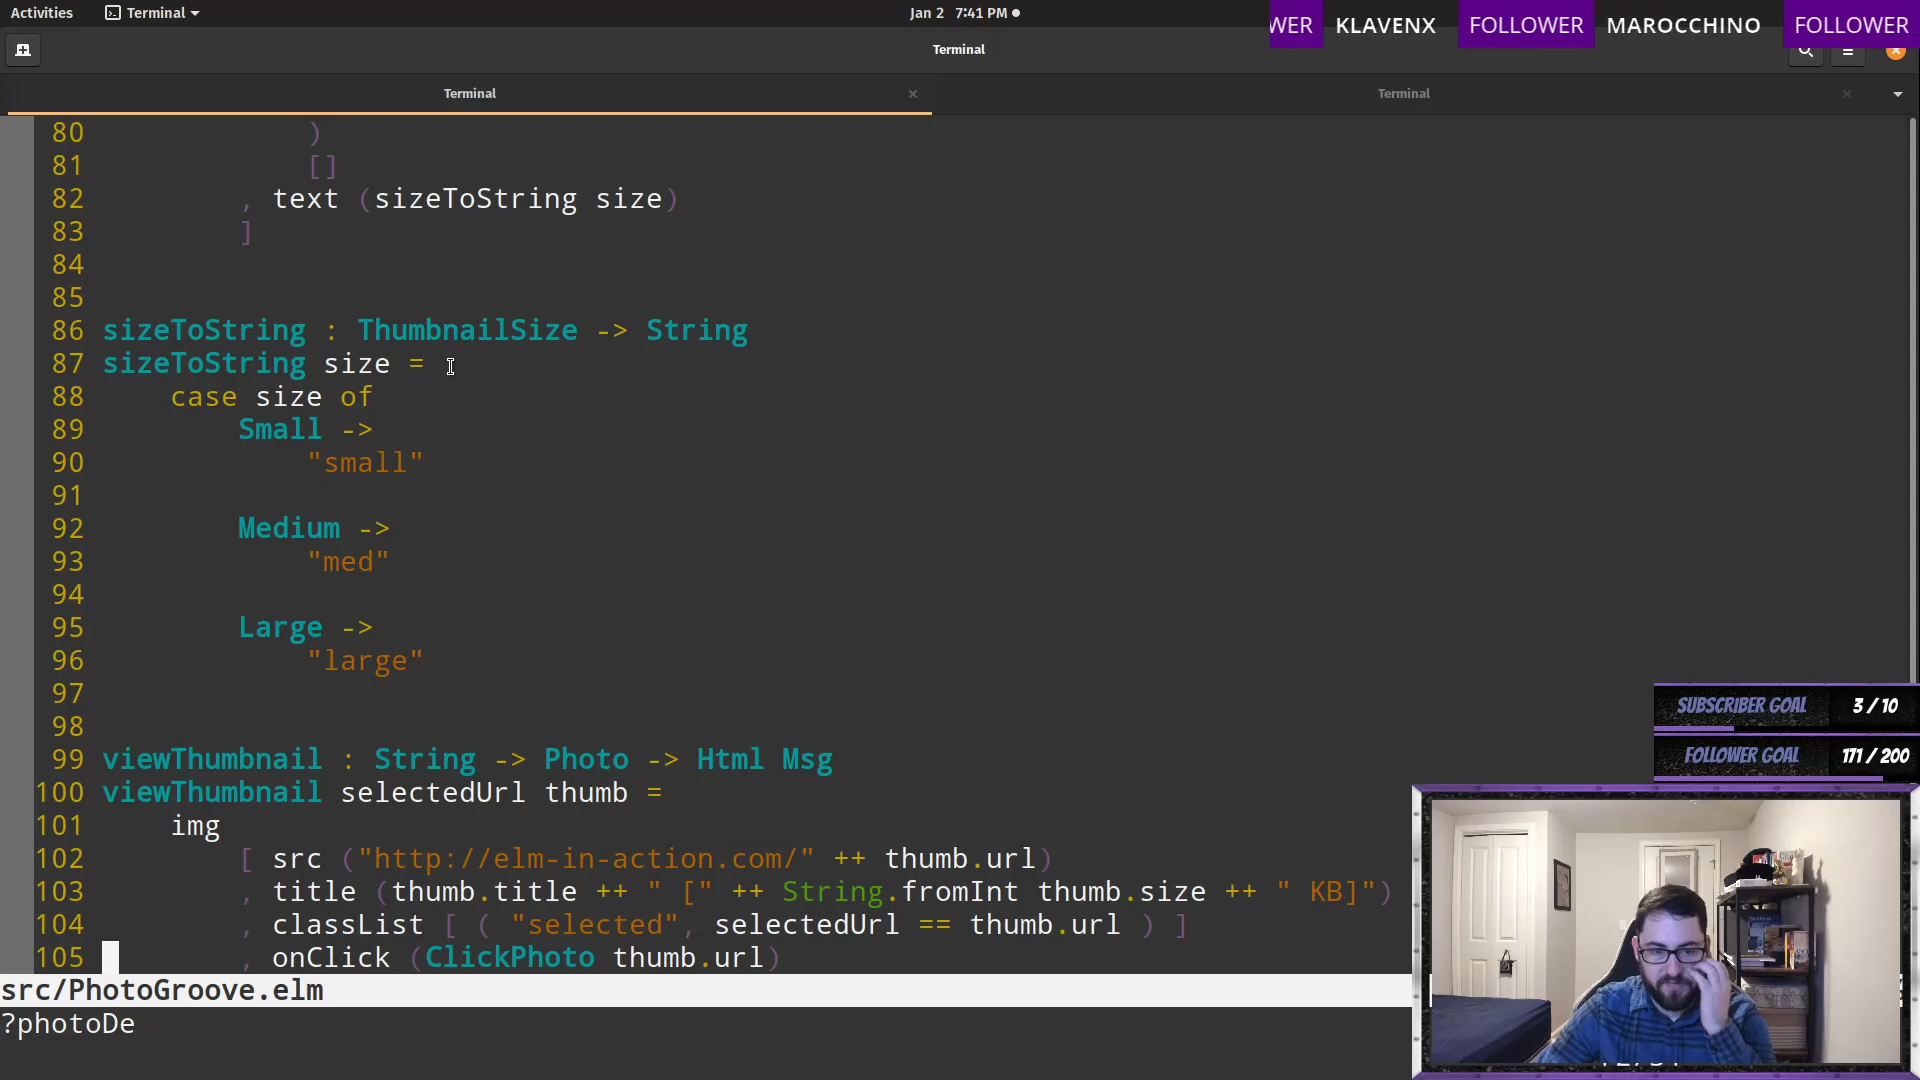 Activities
Terminal
Jan 2 7:41 PM
WER KLAVENX FOLLOWER MAROCCHINO FOLLOWER
Terminal
Terminal
Terminal
80 )
81 []
82 , text (sizeToString size)
83 ]
84
85
86 sizeToString : ThumbnailSize -> String
87 sizeToString size =
88 case size of
89 Small ->
90 "small"
91
92 Medium ->
93 "med"
94
95 Large ->
96 "large"
97
98
99 viewThumbnail : String -> Photo -> Html Msg
100 viewThumbnail selectedUrl thumb =
101 img
102 [ src ("http://elm-in-action.com/" ++ thumb.url)
103 , title (thumb.title ++ " [" ++ String.fromInt thumb.size ++ " KB]")
104 , classList [ ( "selected", selectedUrl == thumb.url ) ]
105 , onClick (ClickPhoto thumb.url)
src/PhotoGroove.elm
?photoDe
SUBSCRIBER GOAL 3 / 10
FOLLOWER GOAL 171 / 200